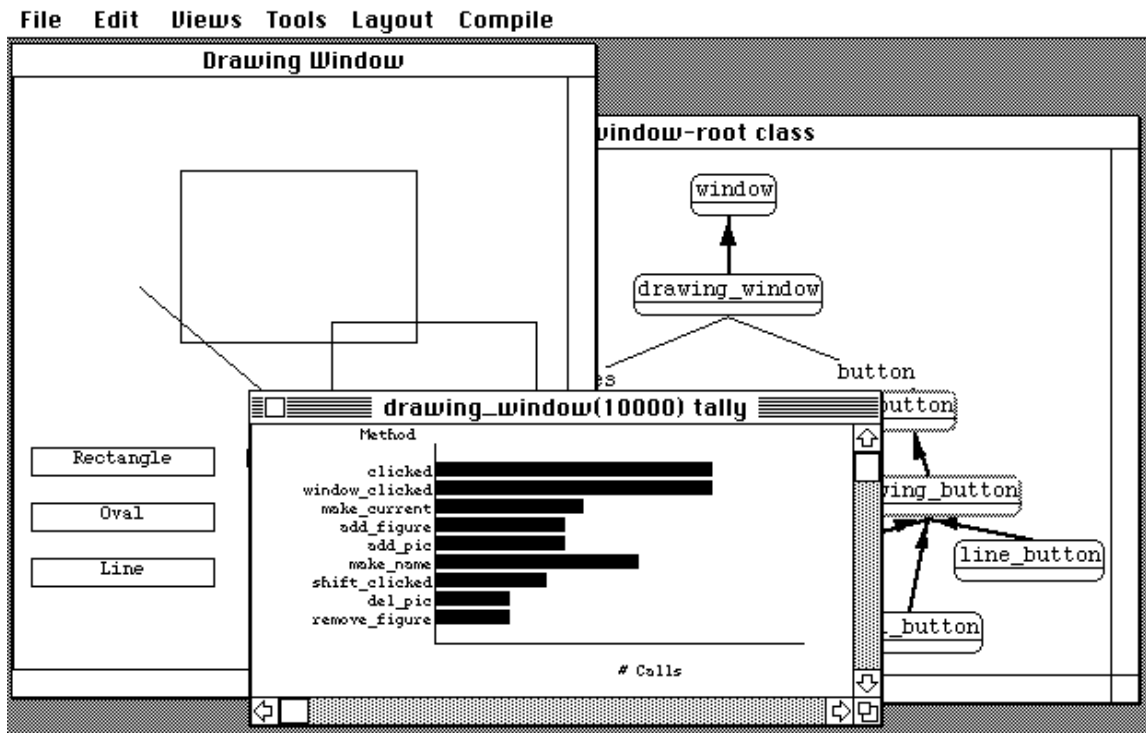 File Edit Views Tools Layout Compile
Drawing Window
window-root class
window
drawing_window
button
drawing_window(10000) tally
Method
clicked
window_clicked
make_current
add_figure
add_pic
make_name
shift_clicked
del_pic
remove_figure
# Calls
Rectangle
Oval
Line
line_button